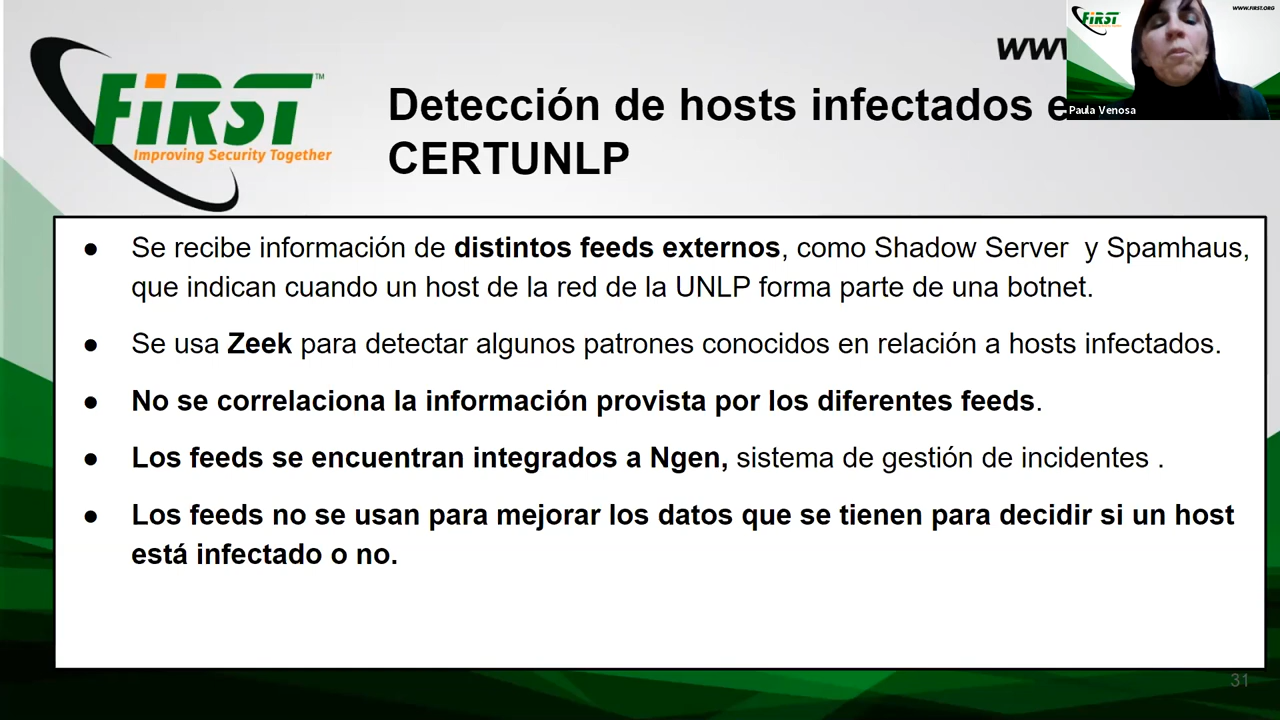 WWW.FIRST.ORG
FiRST
FiRST™
Improving Security Together
Paula Venosa
Detección de hosts infectados
CERTUNLP
● Se recibe información de distintos feeds externos, como Shadow Server y Spamhaus,
que indican cuando un host de la red de la UNLP forma parte de una botnet.
● Se usa Zeek para detectar algunos patrones conocidos en relación a hosts infectados.
● No se correlaciona la información provista por los diferentes feeds.
● Los feeds se encuentran integrados a Ngen, sistema de gestión de incidentes .
● Los feeds no se usan para mejorar los datos que se tienen para decidir si un host
está infectado o no.
31